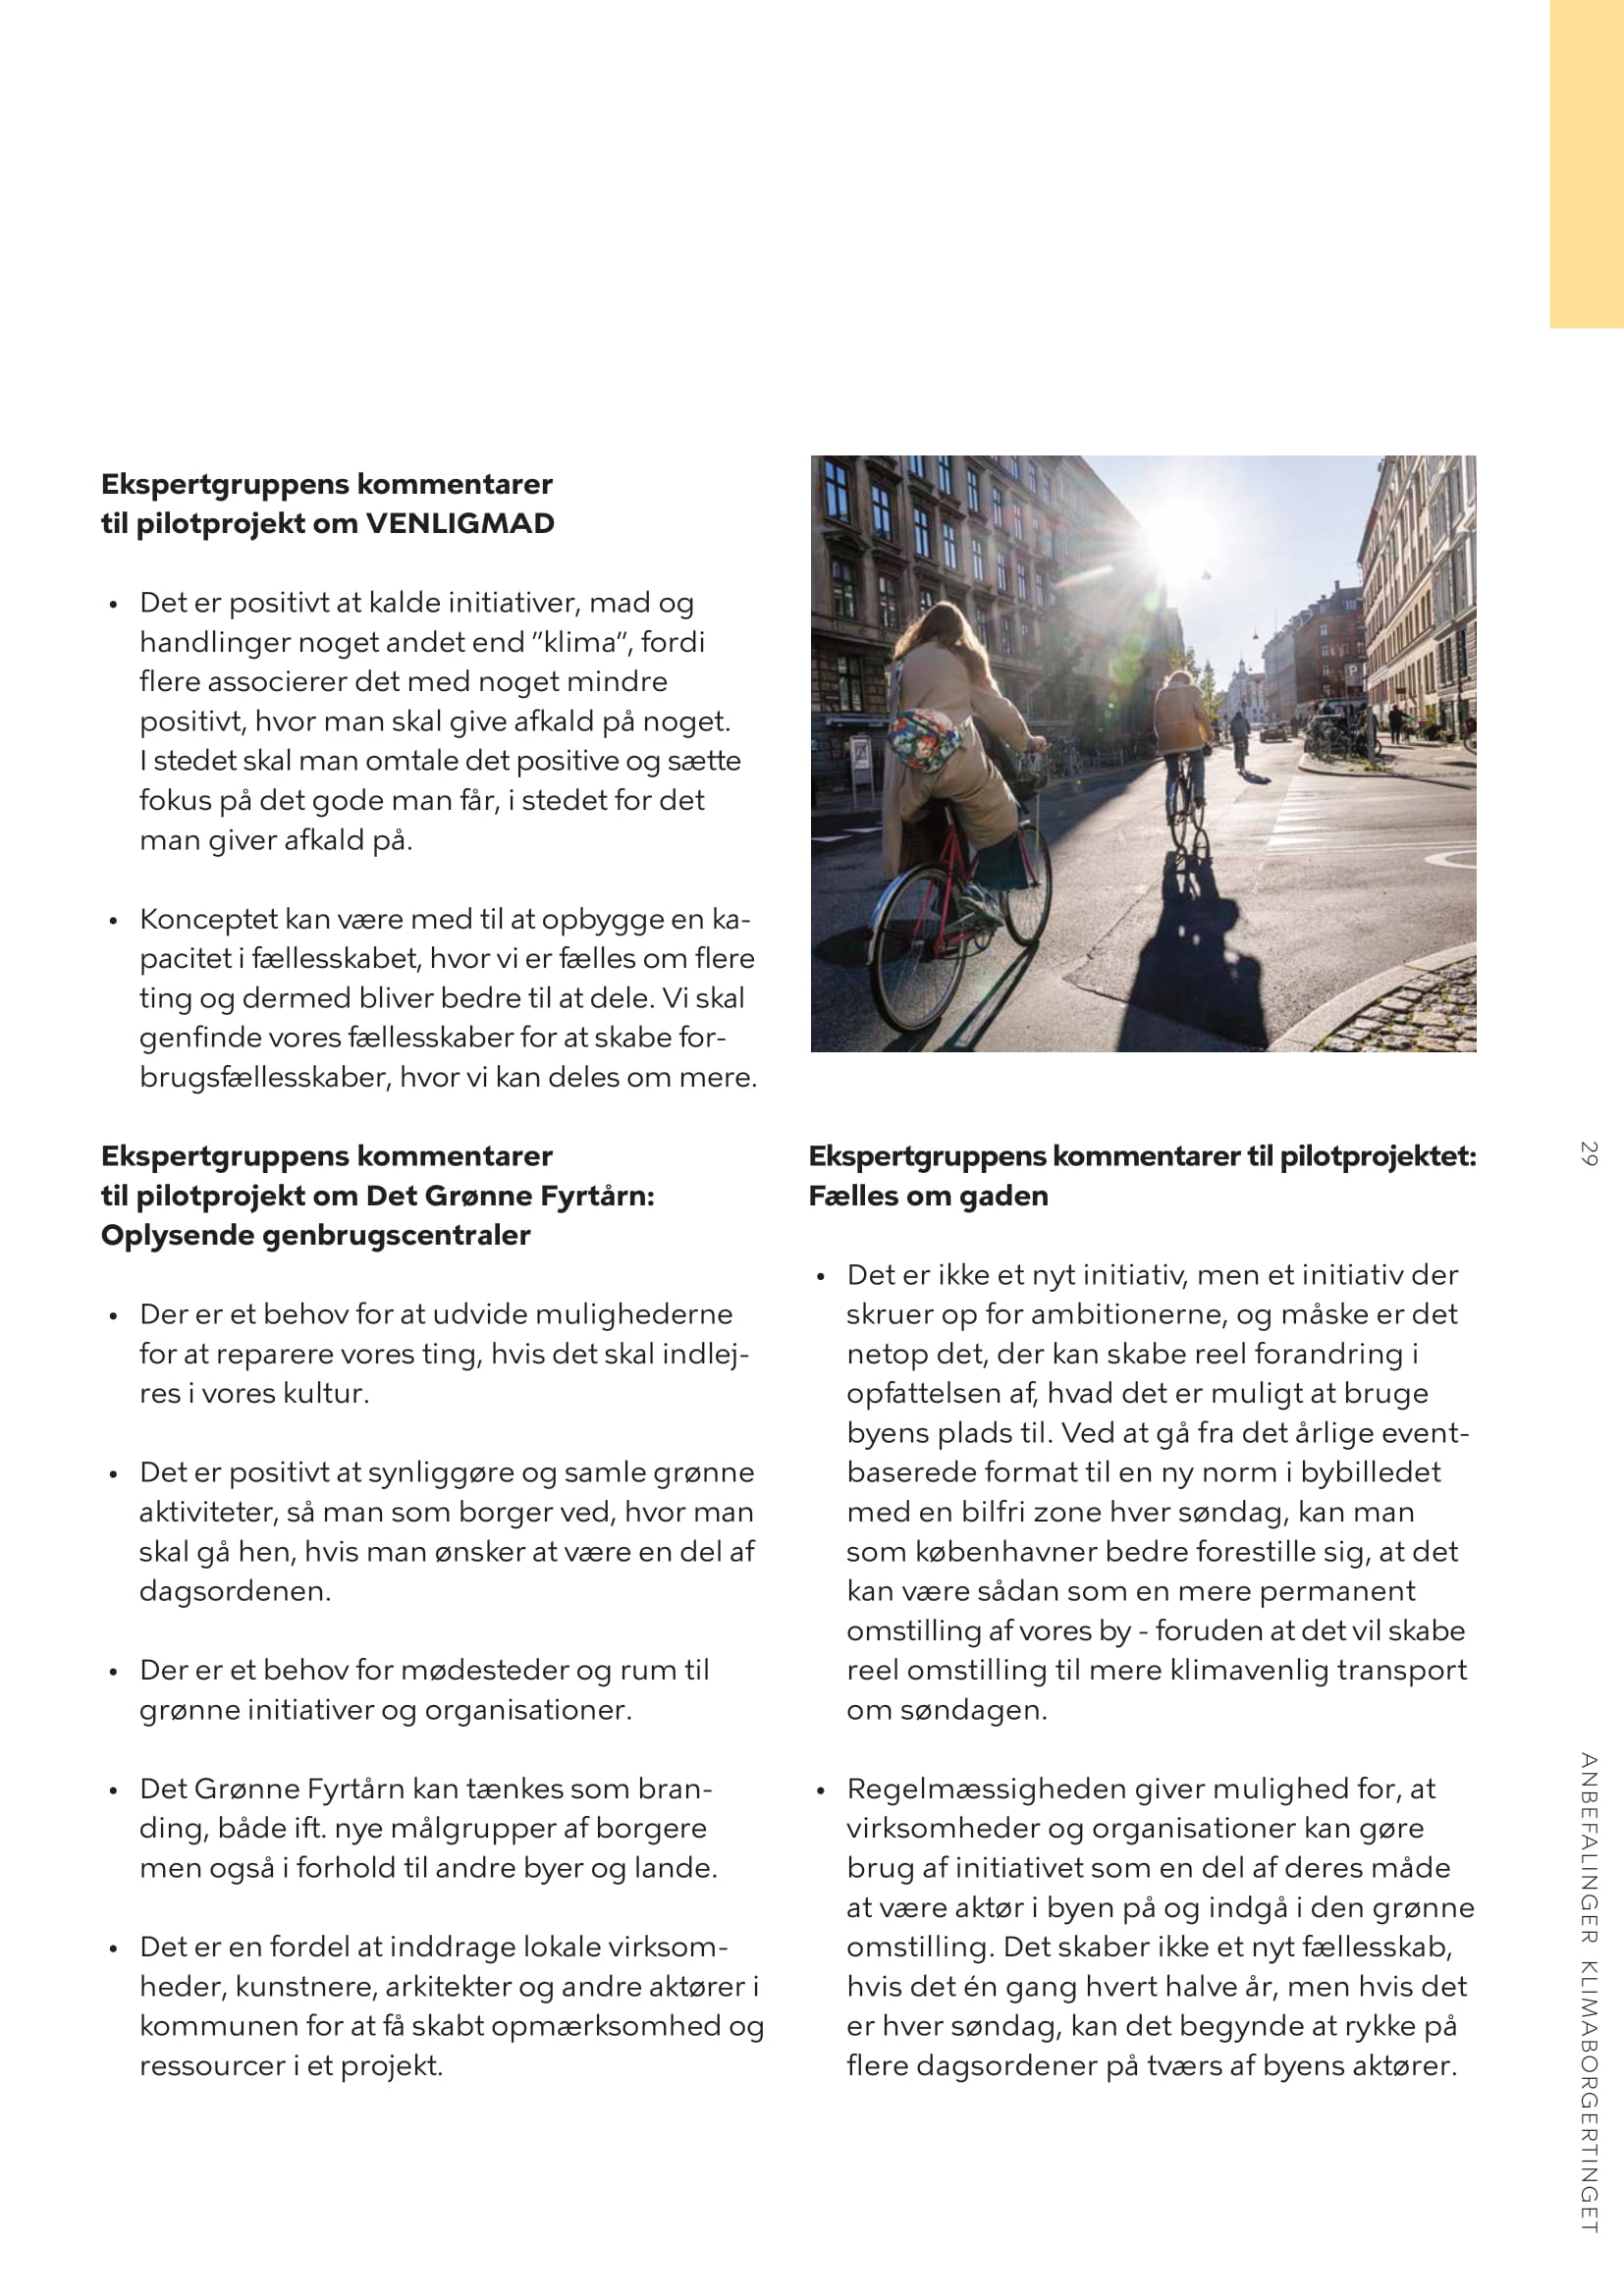 Ekspertgruppens kommentarer
til pilotprojekt om VENLIGMAD
• Det er positivt at kalde initiativer, mad og
handlinger noget andet end ”klima”, fordi
flere associerer det med noget mindre
positivt, hvor man skal give afkald på noget.
I stedet skal man omtale det positive og sætte
fokus på det gode man får, i stedet for det
man giver afkald på.
• Konceptet kan være med til at opbygge en ka-
pacitet i fællesskabet, hvor vi er fælles om flere
ting og dermed bliver bedre til at dele. Vi skal
genfinde vores fællesskaber for at skabe for-
brugsfællesskaber, hvor vi kan deles om mere.
Ekspertgruppens kommentarer
til pilotprojekt om Det Grønne Fyrtårn:
Oplysende genbrugscentraler
• Der er et behov for at udvide mulighederne
for at reparere vores ting, hvis det skal indlej-
res i vores kultur.
• Det er positivt at synliggøre og samle grønne
aktiviteter, så man som borger ved, hvor man
skal gå hen, hvis man ønsker at være en del af
dagsordenen.
• Der er et behov for mødesteder og rum til
grønne initiativer og organisationer.
• Det Grønne Fyrtårn kan tænkes som bran-
ding, både ift. nye målgrupper af borgere
men også i forhold til andre byer og lande.
• Det er en fordel at inddrage lokale virksom-
heder, kunstnere, arkitekter og andre aktører i
kommunen for at få skabt opmærksomhed og
ressourcer i et projekt.
P
Ekspertgruppens kommentarer til pilotprojektet:
Fælles om gaden
• Det er ikke et nyt initiativ, men et initiativ der
skruer op for ambitionerne, og måske er det
netop det, der kan skabe reel forandring i
opfattelsen af, hvad det er muligt at bruge
byens plads til. Ved at gå fra det årlige event-
baserede format til en ny norm i bybilledet
med en bilfri zone hver søndag, kan man
som københavner bedre forestille sig, at det
kan være sådan som en mere permanent
omstilling af vores by - foruden at det vil skabe
reel omstilling til mere klimavenlig transport
om søndagen.
• Regelmæssigheden giver mulighed for, at
virksomheder og organisationer kan gøre
brug af initiativet som en del af deres måde
at være aktør i byen på og indgå i den grønne
omstilling. Det skaber ikke et nyt fællesskab,
hvis det én gang hvert halve år, men hvis det
er hver søndag, kan det begynde at rykke på
flere dagsordener på tværs af byens aktører.
29
ANBEFALINGER KLIMABORGERTINGET